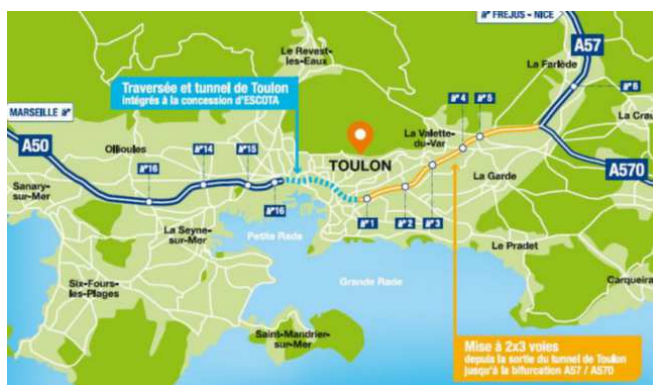 FRÉJUS - NICE
Le Revest-
les-Eaux
A57
La Farlède
Traversée et tunnel de Toulon
intégrés à la concession d'ESCOTA
n°4
n°5
n°6
MARSEILLE
La Valette-
du-Var
La Crau
A50
Ollioules
n°14
n°15
TOULON
n°16
La Garde
A570
Sanary-
sur-Mer
n°16
n°1
n°2
n°3
La Seyne-
sur-Mer
Petite Rade
Le Pradet
Six-Fours-
les-Plages
Grande Rade
Carqueira
Saint-Mandrier-
sur-Mer
Mise à 2x3 voies
depuis la sortie du tunnel de Toulon
jusqu'à la bifurcation A57 / A570